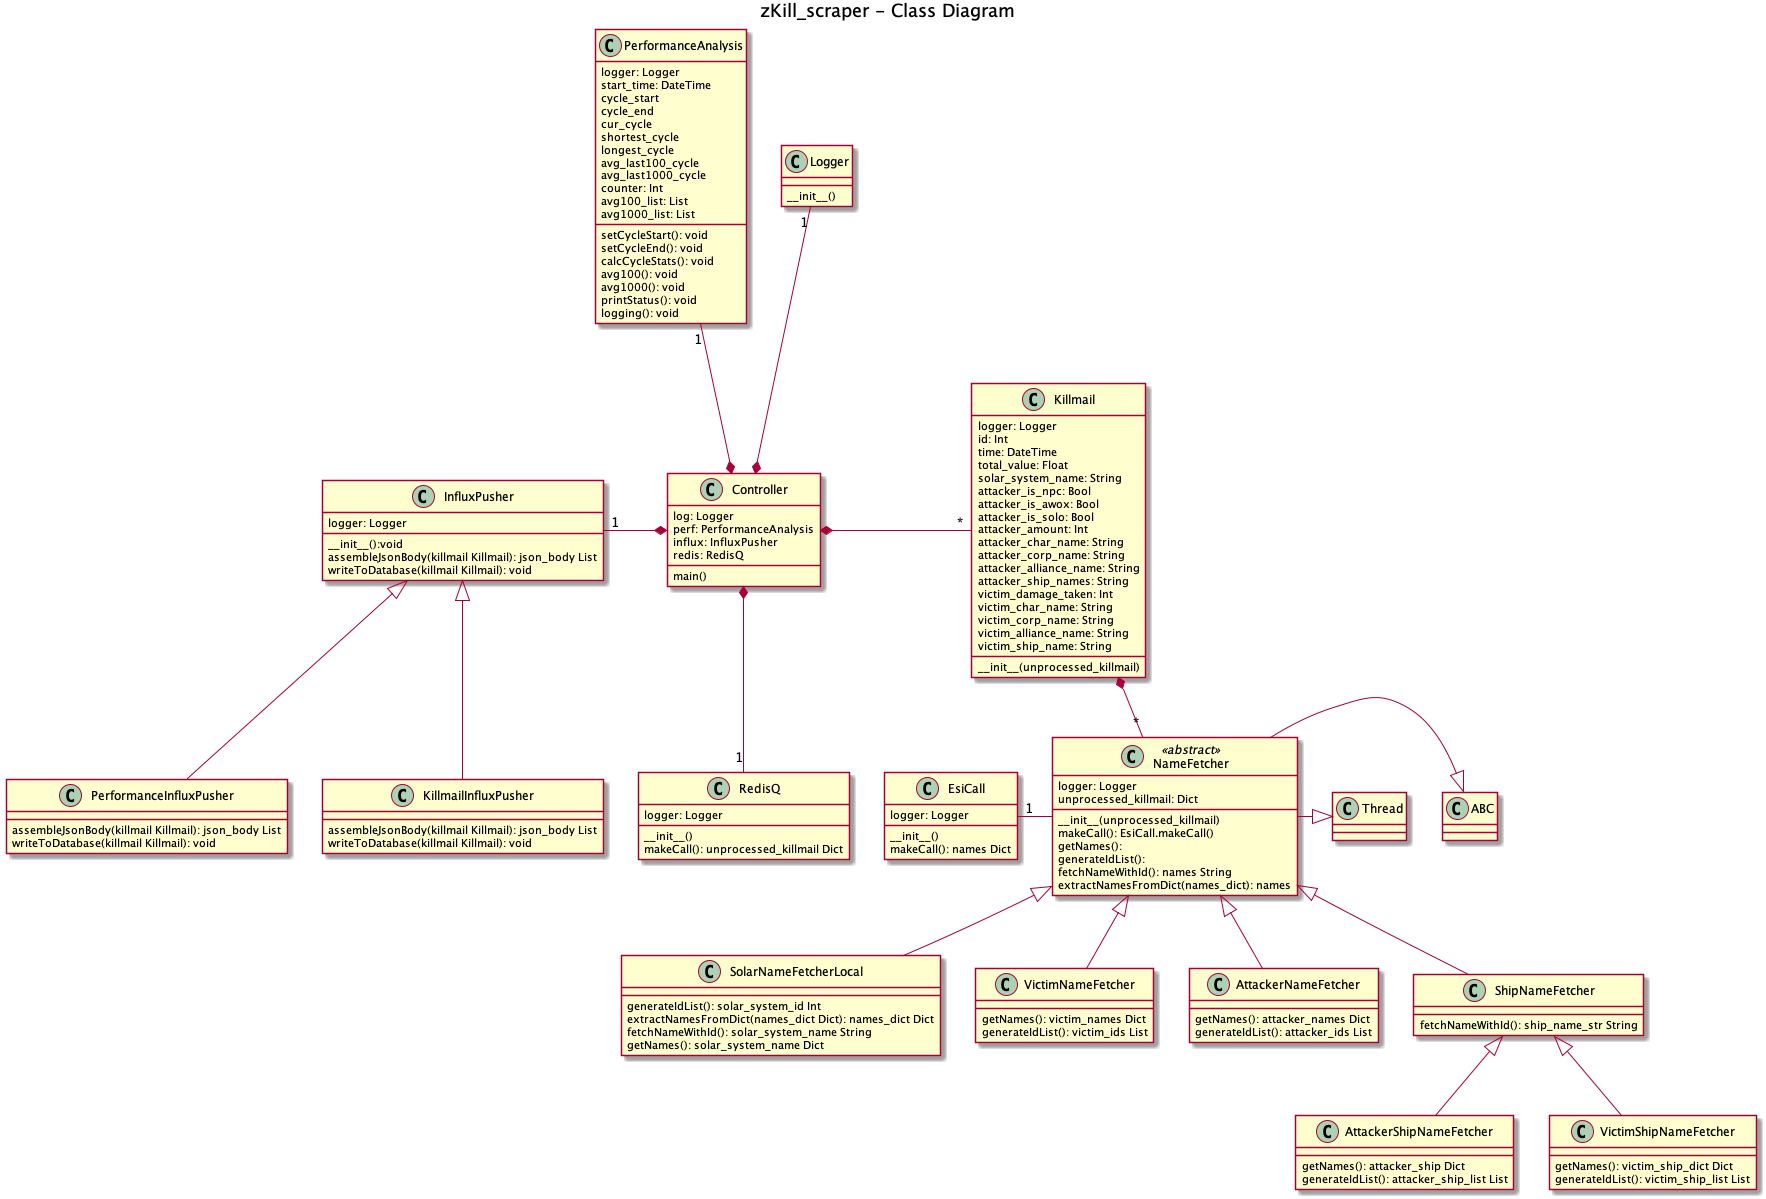 zKill_scraper - Class Diagram
C PerformanceAnalysis
logger: Logger
start_time: DateTime
cycle_start
cycle_end
cur_cycle
shortest_cycle
longest_cycle
avg_last100_cycle
avg_last1000_cycle
counter: Int
avg100_list: List
avg1000_list: List
setCycleStart(): void
setCycleEnd(): void
calcCycleStats(): void
avg100(): void
avg1000(): void
printStatus(): void
logging(): void
1
C Logger
__init__()
1
C Killmail
logger: Logger
id: Int
time: DateTime
total_value: Float
solar_system_name: String
attacker_is_npc: Bool
attacker_is_awox: Bool
attacker_is_solo: Bool
attacker_amount: Int
attacker_char_name: String
attacker_corp_name: String
attacker_alliance_name: String
attacker_ship_names: String
victim_damage_taken: Int
victim_char_name: String
victim_corp_name: String
victim_alliance_name: String
victim_ship_name: String
__init__(unprocessed_killmail)
*
*
C InfluxPusher
logger: Logger
__init__():void
assembleJsonBody(killmail Killmail): json_body List
writeToDatabase(killmail Killmail): void
1
C Controller
log: Logger
perf: PerformanceAnalysis
influx: InfluxPusher
redis: RedisQ
main()
1
C PerformanceInfluxPusher
assembleJsonBody(killmail Killmail): json_body List
writeToDatabase(killmail Killmail): void
C KillmailInfluxPusher
assembleJsonBody(killmail Killmail): json_body List
writeToDatabase(killmail Killmail): void
C RedisQ
logger: Logger
__init__()
makeCall(): unprocessed_killmail Dict
C EsiCall
logger: Logger
__init__()
makeCall(): names Dict
1
«abstract»
C NameFetcher
logger: Logger
unprocessed_killmail: Dict
__init__(unprocessed_killmail)
makeCall(): EsiCall.makeCall()
getNames():
generateIdList():
fetchNameWithId(): names String
extractNamesFromDict(names_dict): names
C Thread
C ABC
C SolarNameFetcherLocal
generateIdList(): solar_system_id Int
extractNamesFromDict(names_dict Dict): names_dict Dict
fetchNameWithId(): solar_system_name String
getNames(): solar_system_name Dict
C VictimNameFetcher
getNames(): victim_names Dict
generateIdList(): victim_ids List
C AttackerNameFetcher
getNames(): attacker_names Dict
generateIdList(): attacker_ids List
C ShipNameFetcher
fetchNameWithId(): ship_name_str String
C AttackerShipNameFetcher
getNames(): attacker_ship Dict
generateIdList(): attacker_ship_list List
C VictimShipNameFetcher
getNames(): victim_ship_dict Dict
generateIdList(): victim_ship_list List